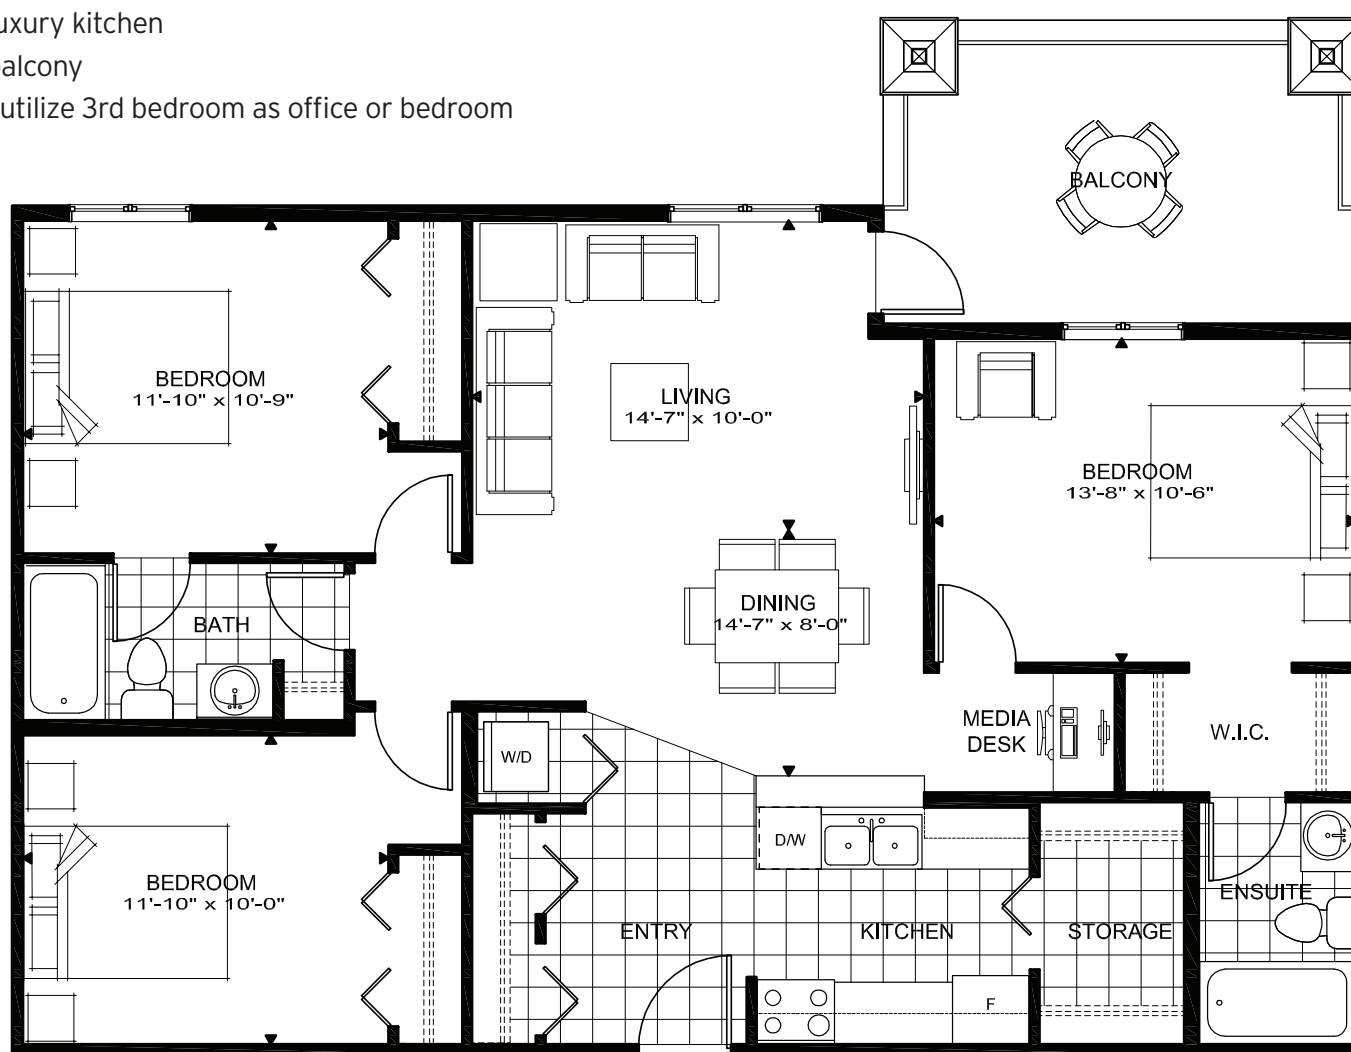 uxury kitchen
balcony
utilize 3rd bedroom as office or bedroom
BALCONY
BEDROOM
11'-10" x 10'-9"
LIVING
14'-7" x 10'-0"
BEDROOM
13'-8" x 10'-6"
DINING
14'-7" x 8'-0"
BATH
MEDIA
DESK
W.I.C.
W/D
D/W
BEDROOM
11'-10" x 10'-0"
ENSUITE
ENTRY
KITCHEN
STORAGE
F